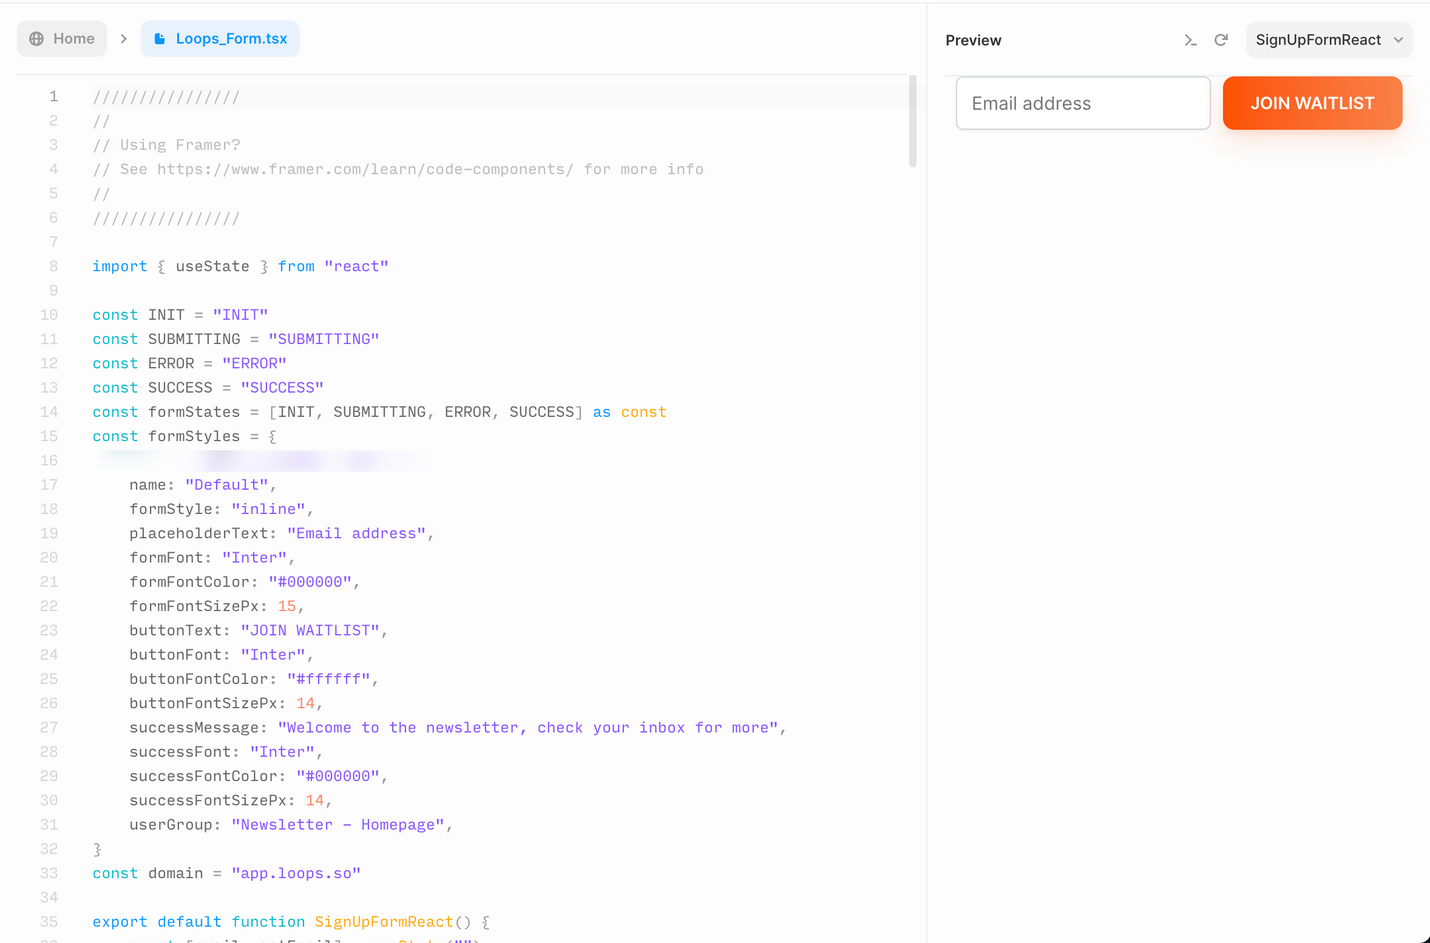 Home
Loops_Form.tsx
1 ////////////////
2 //
3 // Using Framer?
4 // See https://www.framer.com/learn/code-components/ for more info
5 //
6 ////////////////
7
8 import { useState } from "react"
9
10 const INIT = "INIT"
11 const SUBMITTING = "SUBMITTING"
12 const ERROR = "ERROR"
13 const SUCCESS = "SUCCESS"
14 const formStates = [INIT, SUBMITTING, ERROR, SUCCESS] as const
15 const formStyles = {
16
17 name: "Default",
18 formStyle: "inline",
19 placeholderText: "Email address",
20 formFont: "Inter",
21 formFontColor: "#000000",
22 formFontSizePx: 15,
23 buttonText: "JOIN WAITLIST",
24 buttonFont: "Inter",
25 buttonFontColor: "#ffffff",
26 buttonFontSizePx: 14,
27 successMessage: "Welcome to the newsletter, check your inbox for more",
28 successFont: "Inter",
29 successFontColor: "#000000",
30 successFontSizePx: 14,
31 userGroup: "Newsletter – Homepage",
32 }
33 const domain = "app.loops.so"
34
35 export default function SignUpFormReact() {
Preview
SignUpFormReact
Email address
JOIN WAITLIST